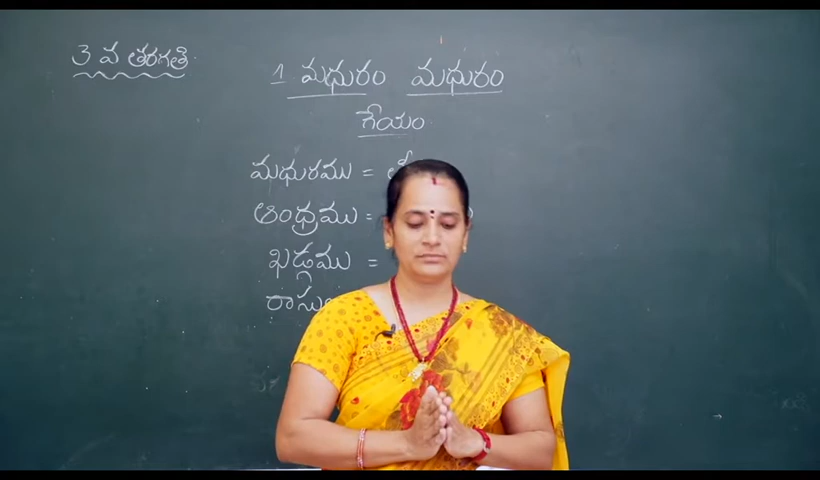 3 వ తరగతి.
1 మధురం మధురం
గేయం.
మధురము =
ఆంధ్రము =
ఖడ్గము =